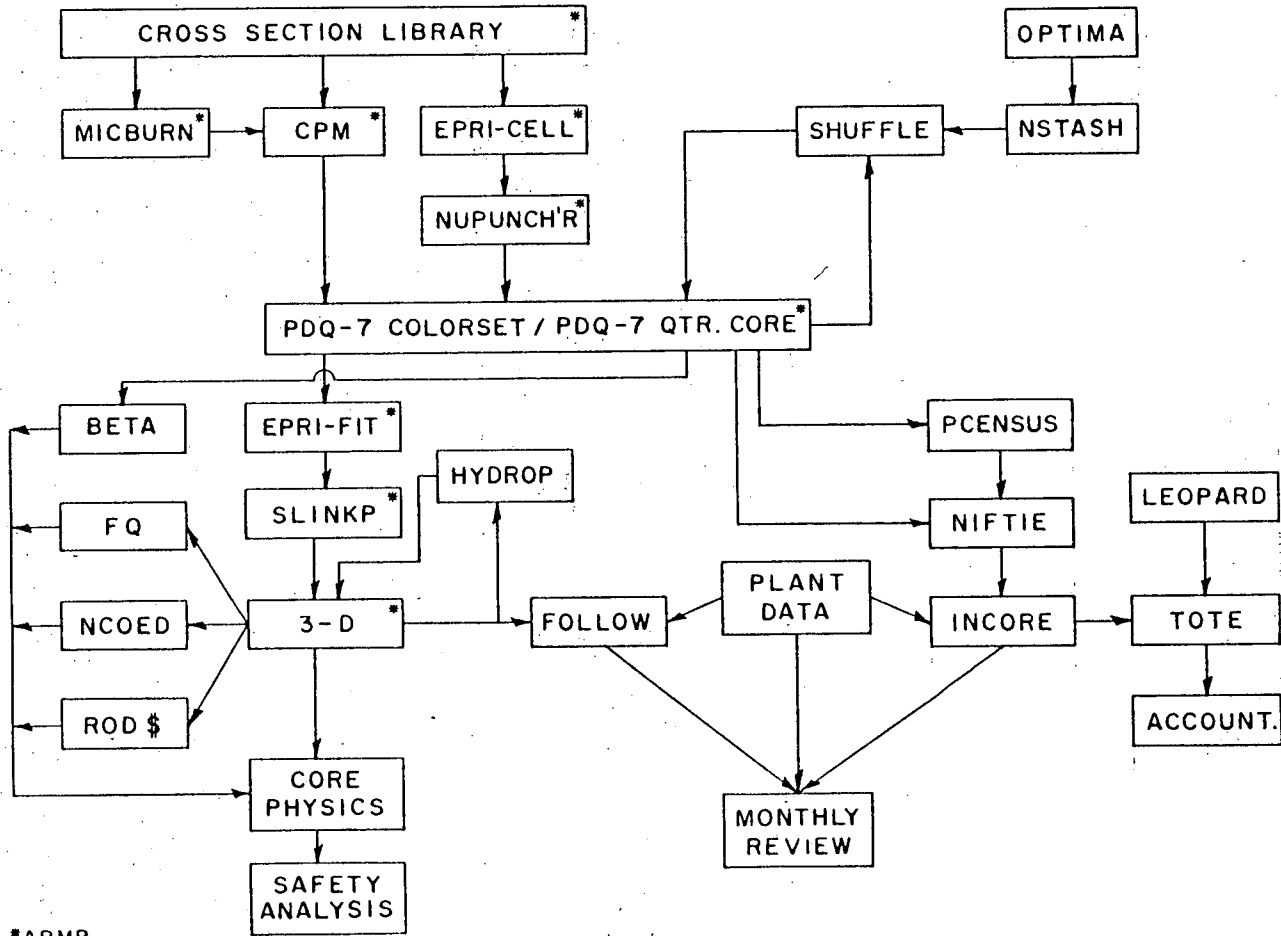 CROSS SECTION LIBRARY*
OPTIMA
MICBURN*
CPM*
EPRI-CELL*
SHUFFLE
NSTASH
NUPUNCH'R*
PDQ-7 COLORSET / PDQ-7 QTR. CORE*
BETA
EPRI-FIT*
PCENSUS
HYDROP
LEOPARD
FQ
SLINKP*
NIFTIE
PLANT
DATA
NCOED
3-D*
FOLLOW
INCORE
TOTE
ROD $
ACCOUNT.
CORE
PHYSICS
MONTHLY
REVIEW
SAFETY
ANALYSIS